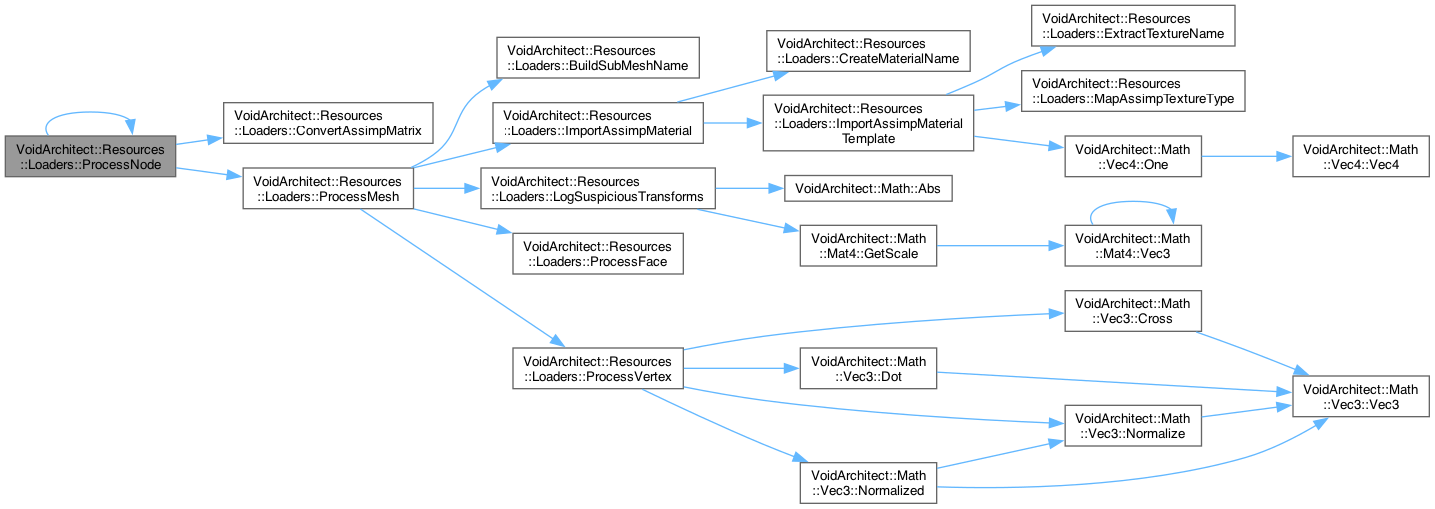 VoidArchitect::Resources
::Loaders::ProcessNode
VoidArchitect::Resources
::Loaders::ConvertAssimpMatrix
VoidArchitect::Resources
::Loaders::ProcessMesh
VoidArchitect::Resources
::Loaders::BuildSubMeshName
VoidArchitect::Resources
::Loaders::ImportAssimpMaterial
VoidArchitect::Resources
::Loaders::LogSuspiciousTransforms
VoidArchitect::Resources
::Loaders::ProcessFace
VoidArchitect::Resources
::Loaders::ProcessVertex
VoidArchitect::Resources
::Loaders::CreateMaterialName
VoidArchitect::Resources
::Loaders::ImportAssimpMaterial
Template
VoidArchitect::Math::Abs
VoidArchitect::Math
::Mat4::GetScale
VoidArchitect::Math
::Vec3::Dot
VoidArchitect::Math
::Vec3::Normalized
VoidArchitect::Resources
::Loaders::ExtractTextureName
VoidArchitect::Resources
::Loaders::MapAssimpTextureType
VoidArchitect::Math
::Vec4::One
VoidArchitect::Math
::Mat4::Vec3
VoidArchitect::Math
::Vec3::Cross
VoidArchitect::Math
::Vec3::Normalize
VoidArchitect::Math
::Vec4::Vec4
VoidArchitect::Math
::Vec3::Vec3